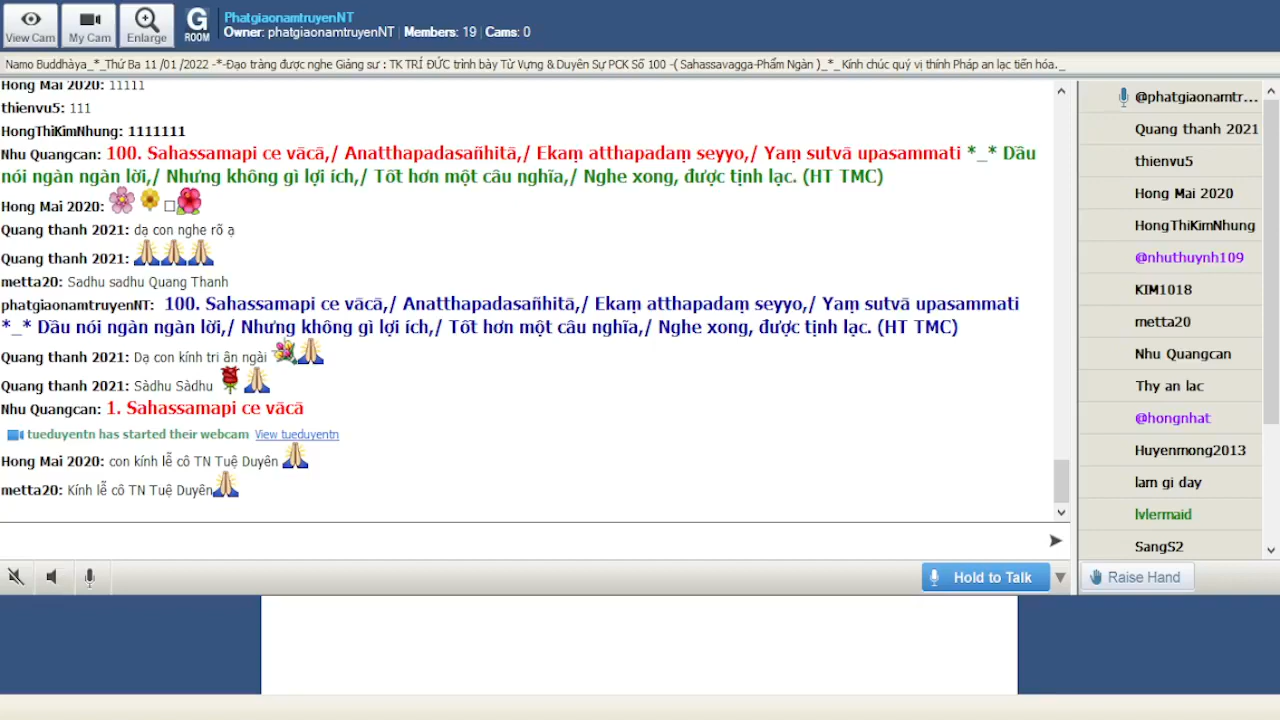 View Cam
My Cam
Enlarge
G
ROOM
PhatgiaonamtruyenNT
Owner: phatgiaonamtruyenNT | Members: 19 | Cams: 0
Namo Buddhàya_*_Thứ Ba 11 /01 /2022 -*-Đạo tràng được nghe Giảng sư : TK TRÍ ĐỨC trình bày Từ Vựng & Duyên Sự PCK Số 100 -( Sahassavagga-Phẩm Ngàn )_*_ Kính chúc quý vị thính Pháp an lạc tiến hóa._
Hong Mai 2020: 11111
thienvu5: 111
HongThiKimNhung: 1111111
Nhu Quangcan: 100. Sahassamapi ce vācā,/ Anatthapadasañhitā,/ Ekaṃ atthapadaṃ seyyo,/ Yaṃ sutvā upasammati *_* Dầu
nói ngàn ngàn lời,/ Nhưng không gì lợi ích,/ Tốt hơn một câu nghĩa,/ Nghe xong, được tịnh lạc. (HT TMC)
Hong Mai 2020:
Quang thanh 2021: dạ con nghe rõ ạ
Quang thanh 2021:
metta20: Sadhu sadhu Quang Thanh
phatgiaonamtruyenNT: 100. Sahassamapi ce vācā,/ Anatthapadasañhitā,/ Ekaṃ atthapadaṃ seyyo,/ Yaṃ sutvā upasammati
*_* Dầu nói ngàn ngàn lời,/ Nhưng không gì lợi ích,/ Tốt hơn một câu nghĩa,/ Nghe xong, được tịnh lạc. (HT TMC)
Quang thanh 2021: Dạ con kính tri ân ngài
Quang thanh 2021: Sàdhu Sàdhu
Nhu Quangcan: 1. Sahassamapi ce vācā
tueduyentn has started their webcam View tueduyentn
Hong Mai 2020: con kính lễ cô TN Tuệ Duyên
metta20: Kính lễ cô TN Tuệ Duyên
Hold to Talk
@phatgiaonamtr...
Quang thanh 2021
thienvu5
Hong Mai 2020
HongThiKimNhung
@nhuthuynh109
KIM1018
metta20
Nhu Quangcan
Thy an lac
@hongnhat
Huyenmong2013
lam gi day
lvlermaid
SangS2
Raise Hand